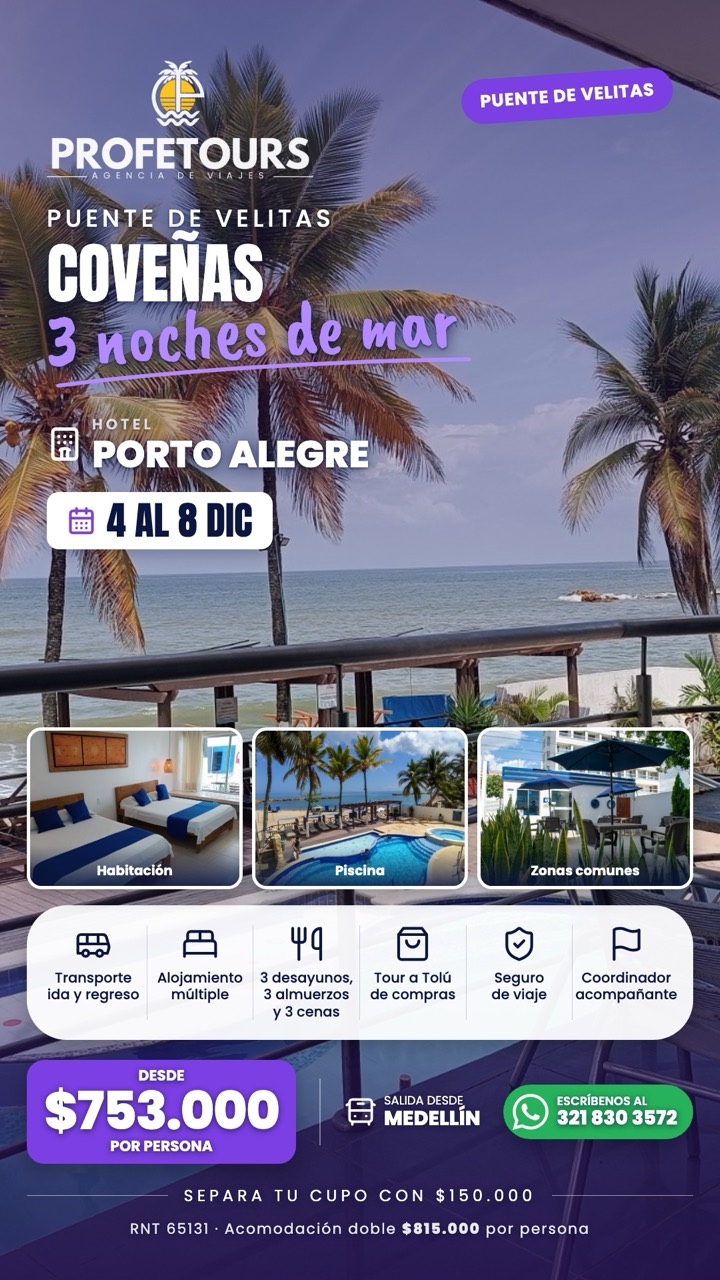 PROFETOURS
AGENCIA DE VIAJES
PUENTE DE VELITAS
PUENTE DE VELITAS
COVEÑAS
3 noches de mar
HOTEL
PORTO ALEGRE
4 AL 8 DIC
Habitación
Piscina
Zonas comunes
Transporte
ida y regreso
Alojamiento
múltiple
3 desayunos,
3 almuerzos
y 3 cenas
Tour a Tolú
de compras
Seguro
de viaje
Coordinador
acompañante
DESDE
$753.000
POR PERSONA
SALIDA DESDE
MEDELLÍN
ESCRÍBENOS AL
321 830 3572
SEPARA TU CUPO CON $150.000
RNT 65131 · Acomodación doble $815.000 por persona